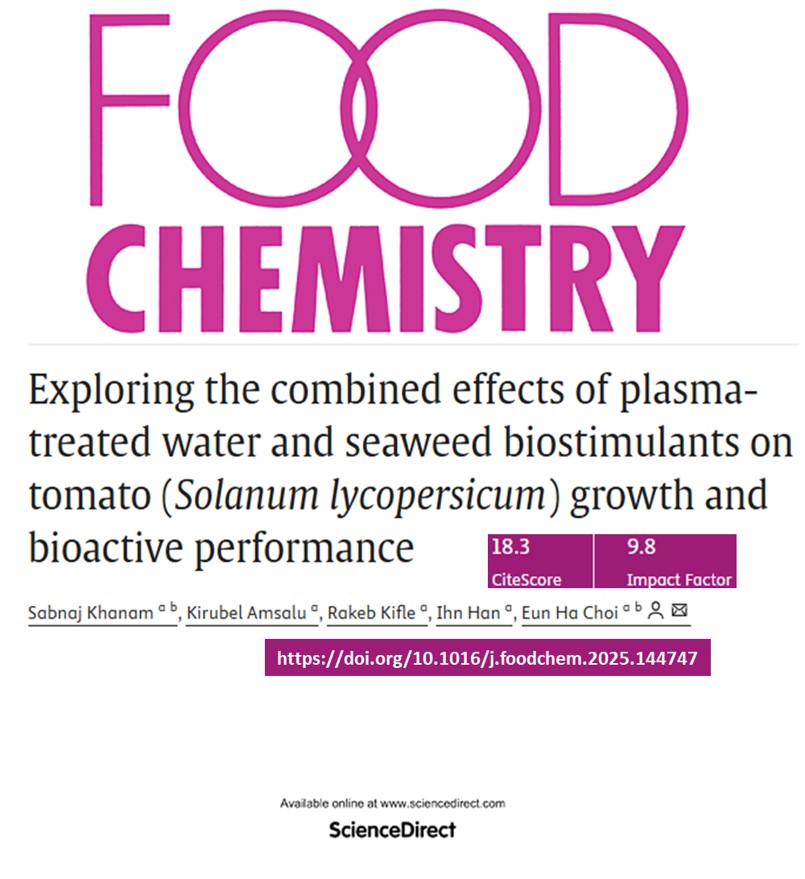 FOOD
CHEMISTRY
Exploring the combined effects of plasma-
treated water and seaweed biostimulants on
tomato (Solanum lycopersicum) growth and
bioactive performance
18.3 9.8
CiteScore Impact Factor
Sabnaj Khanam a b, Kirubel Amsalu a, Rakeb Kifle a, Ihn Han a, Eun Ha Choi a b
https://doi.org/10.1016/j.foodchem.2025.144747
Available online at www.sciencedirect.com
ScienceDirect